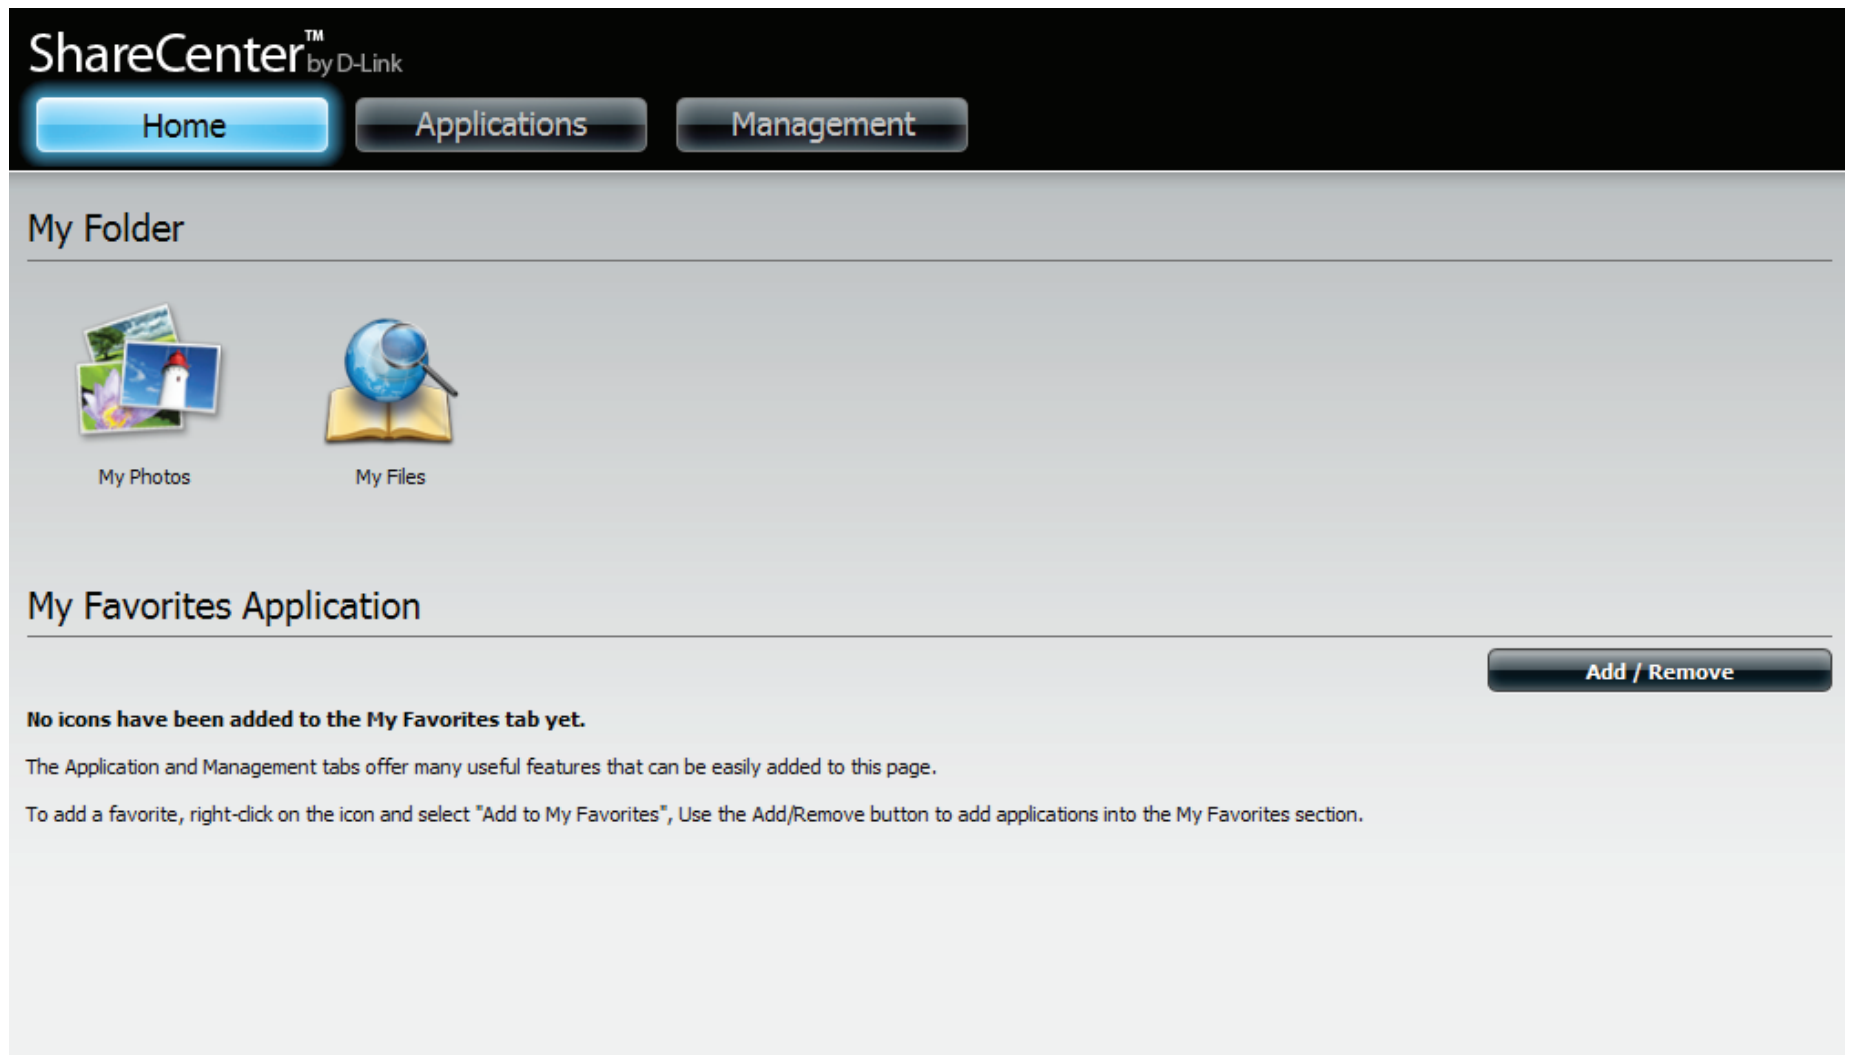 ShareCenter™ by D-Link
Home
Applications
Management
My Folder
My Photos
My Files
My Favorites Application
Add / Remove
No icons have been added to the My Favorites tab yet.
The Application and Management tabs offer many useful features that can be easily added to this page.
To add a favorite, right-click on the icon and select "Add to My Favorites", Use the Add/Remove button to add applications into the My Favorites section.